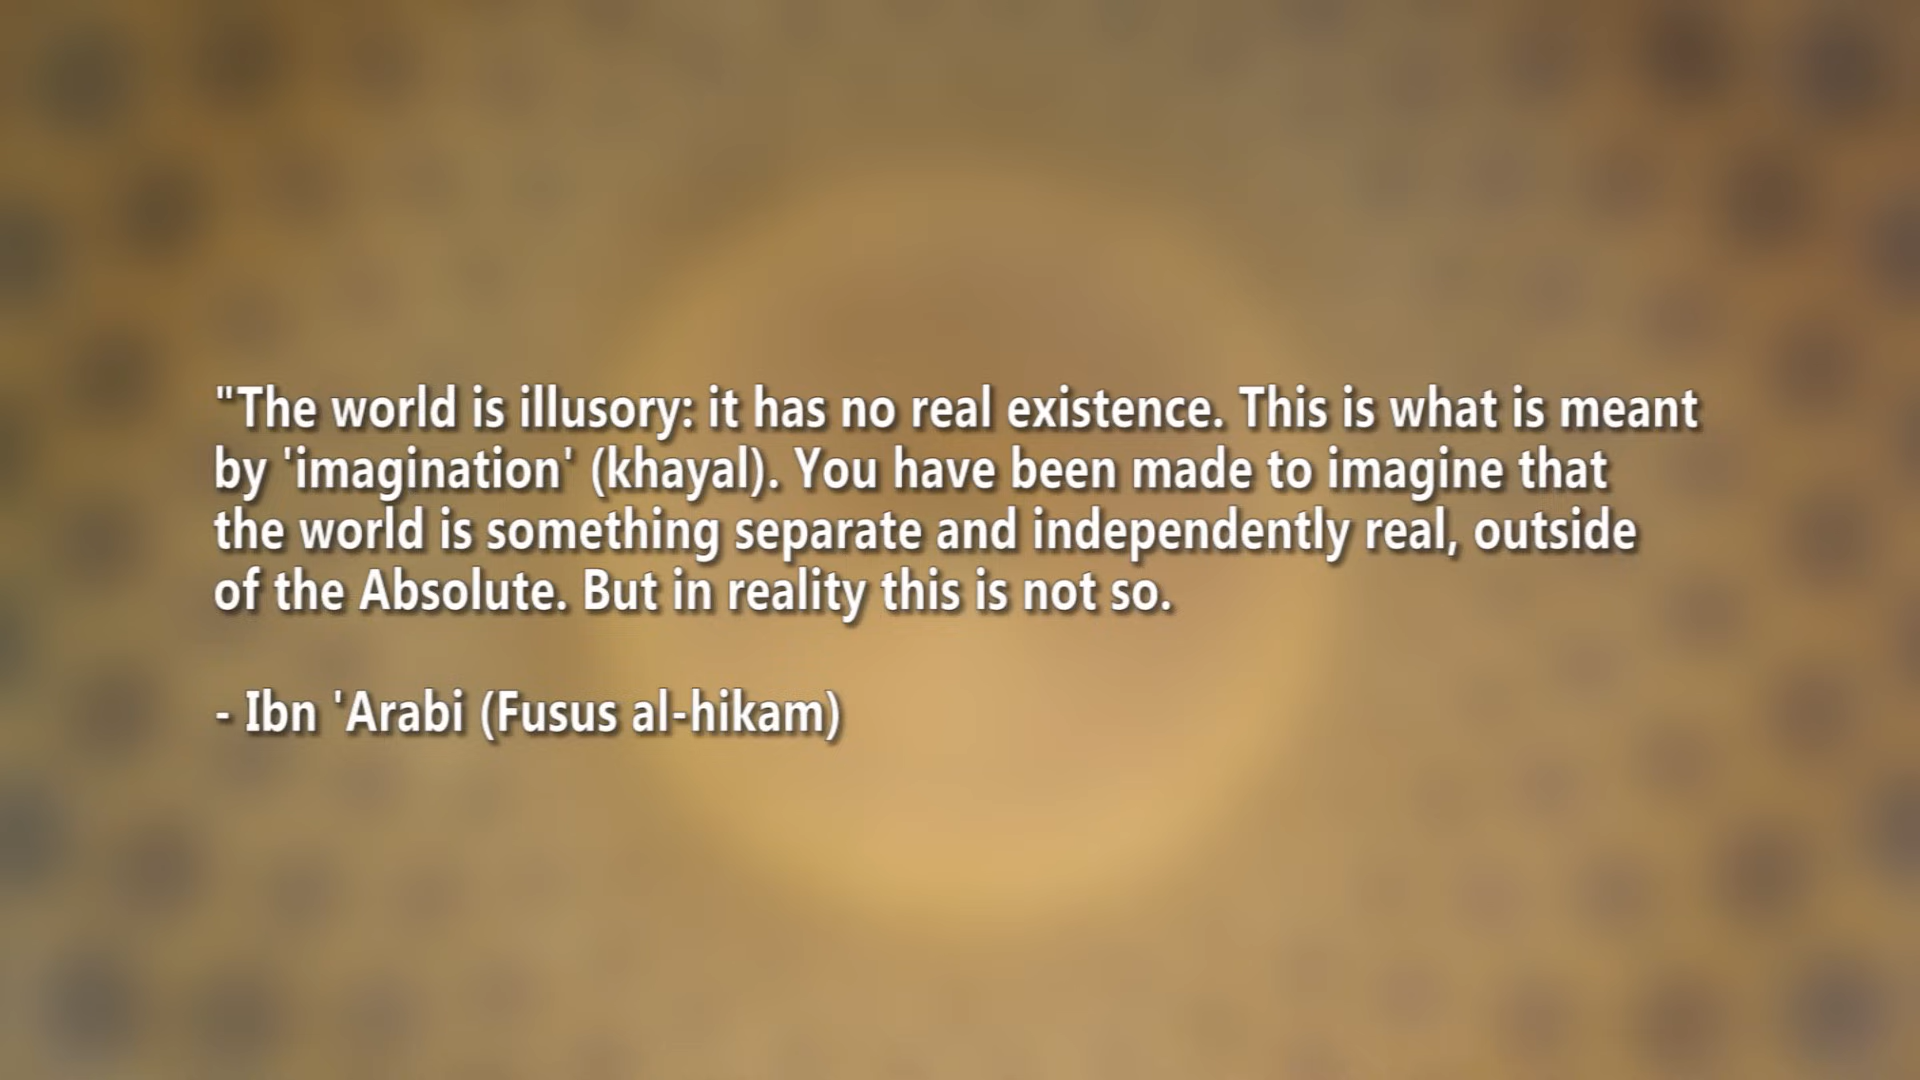 "The world is illusory: it has no real existence. This is what is meant
by 'imagination' (khayal). You have been made to imagine that
the world is something separate and independently real, outside
of the Absolute. But in reality this is not so.
- Ibn 'Arabi (Fusus al-hikam)